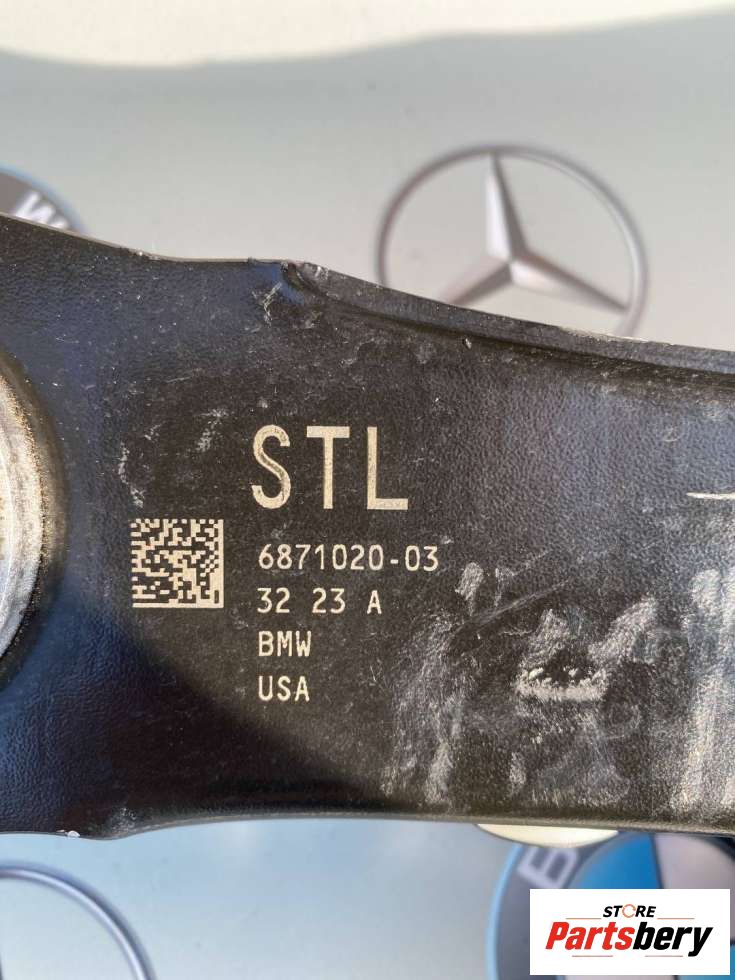 STL
6871020-03
32 23 A
BMW
USA
STORE
Partsbery